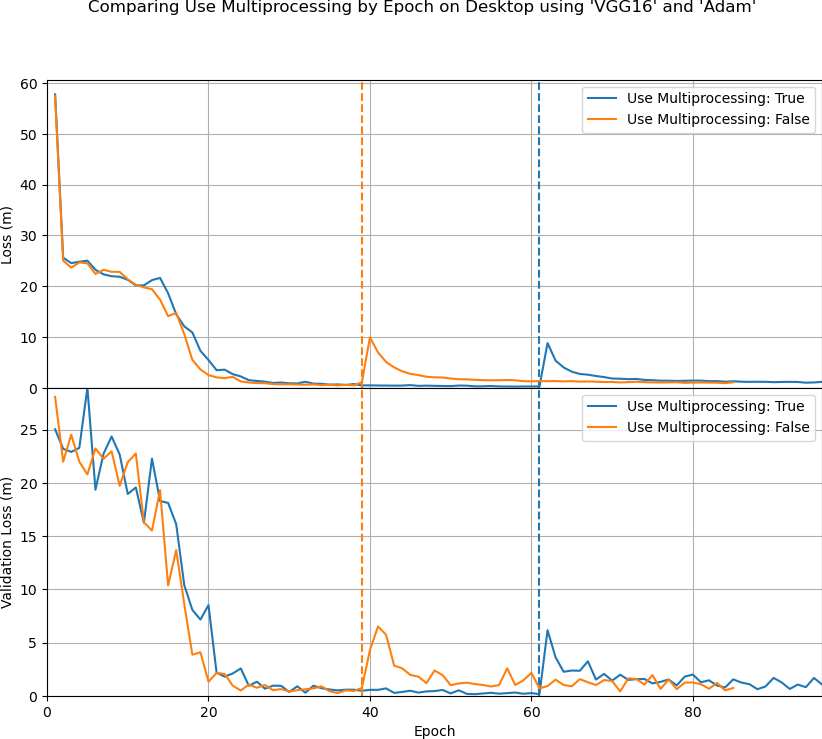 Comparing Use Multiprocessing by Epoch on Desktop using 'VGG16' and 'Adam'
60
50
40
30
20
10
0
Loss (m)
Use Multiprocessing: True
Use Multiprocessing: False
25
20
15
10
5
0
Validation Loss (m)
Use Multiprocessing: True
Use Multiprocessing: False
0 20 40 60 80
Epoch